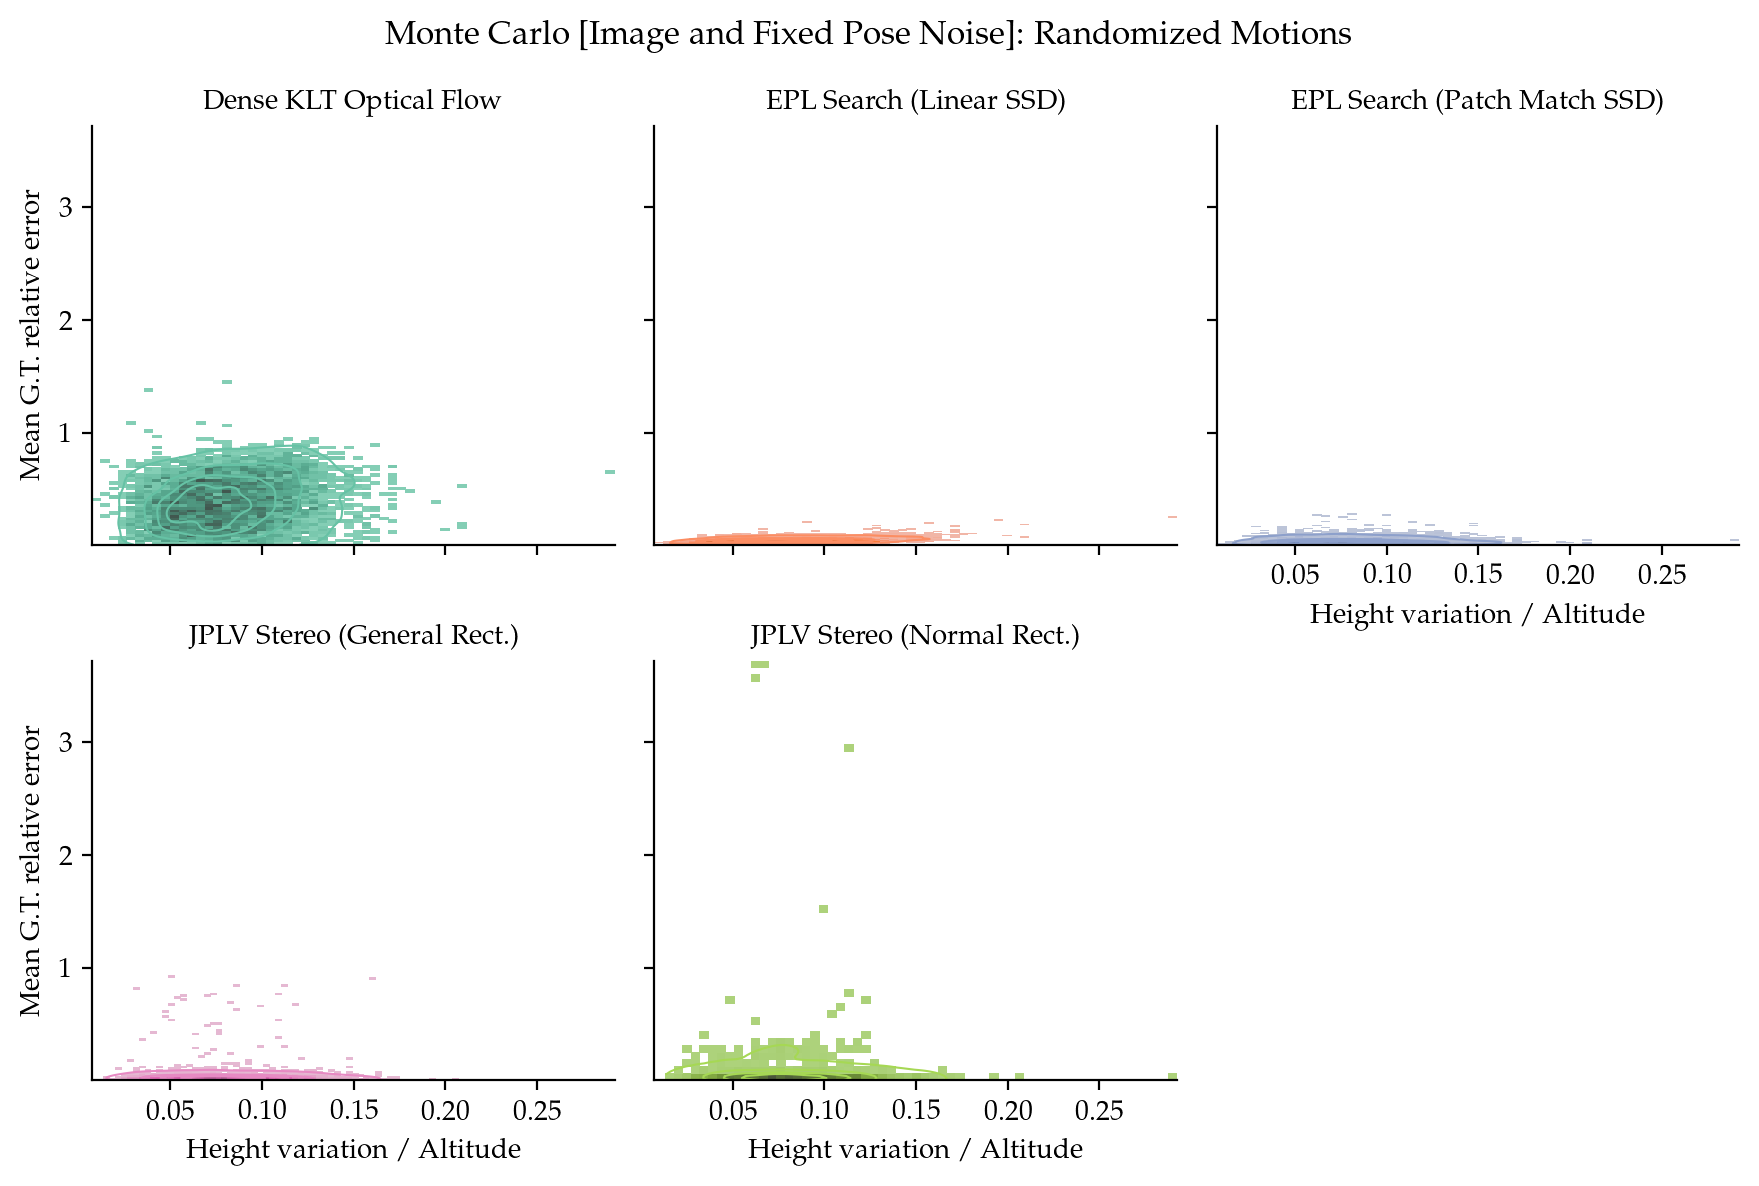 Monte Carlo [Image and Fixed Pose Noise]: Randomized Motions
Dense KLT Optical Flow
EPL Search (Linear SSD)
EPL Search (Patch Match SSD)
Mean G.T. relative error
3
2
1
0.05 0.10 0.15 0.20 0.25
Height variation / Altitude
JPLV Stereo (General Rect.)
JPLV Stereo (Normal Rect.)
Mean G.T. relative error
3
2
1
0.05 0.10 0.15 0.20 0.25
Height variation / Altitude
0.05 0.10 0.15 0.20 0.25
Height variation / Altitude